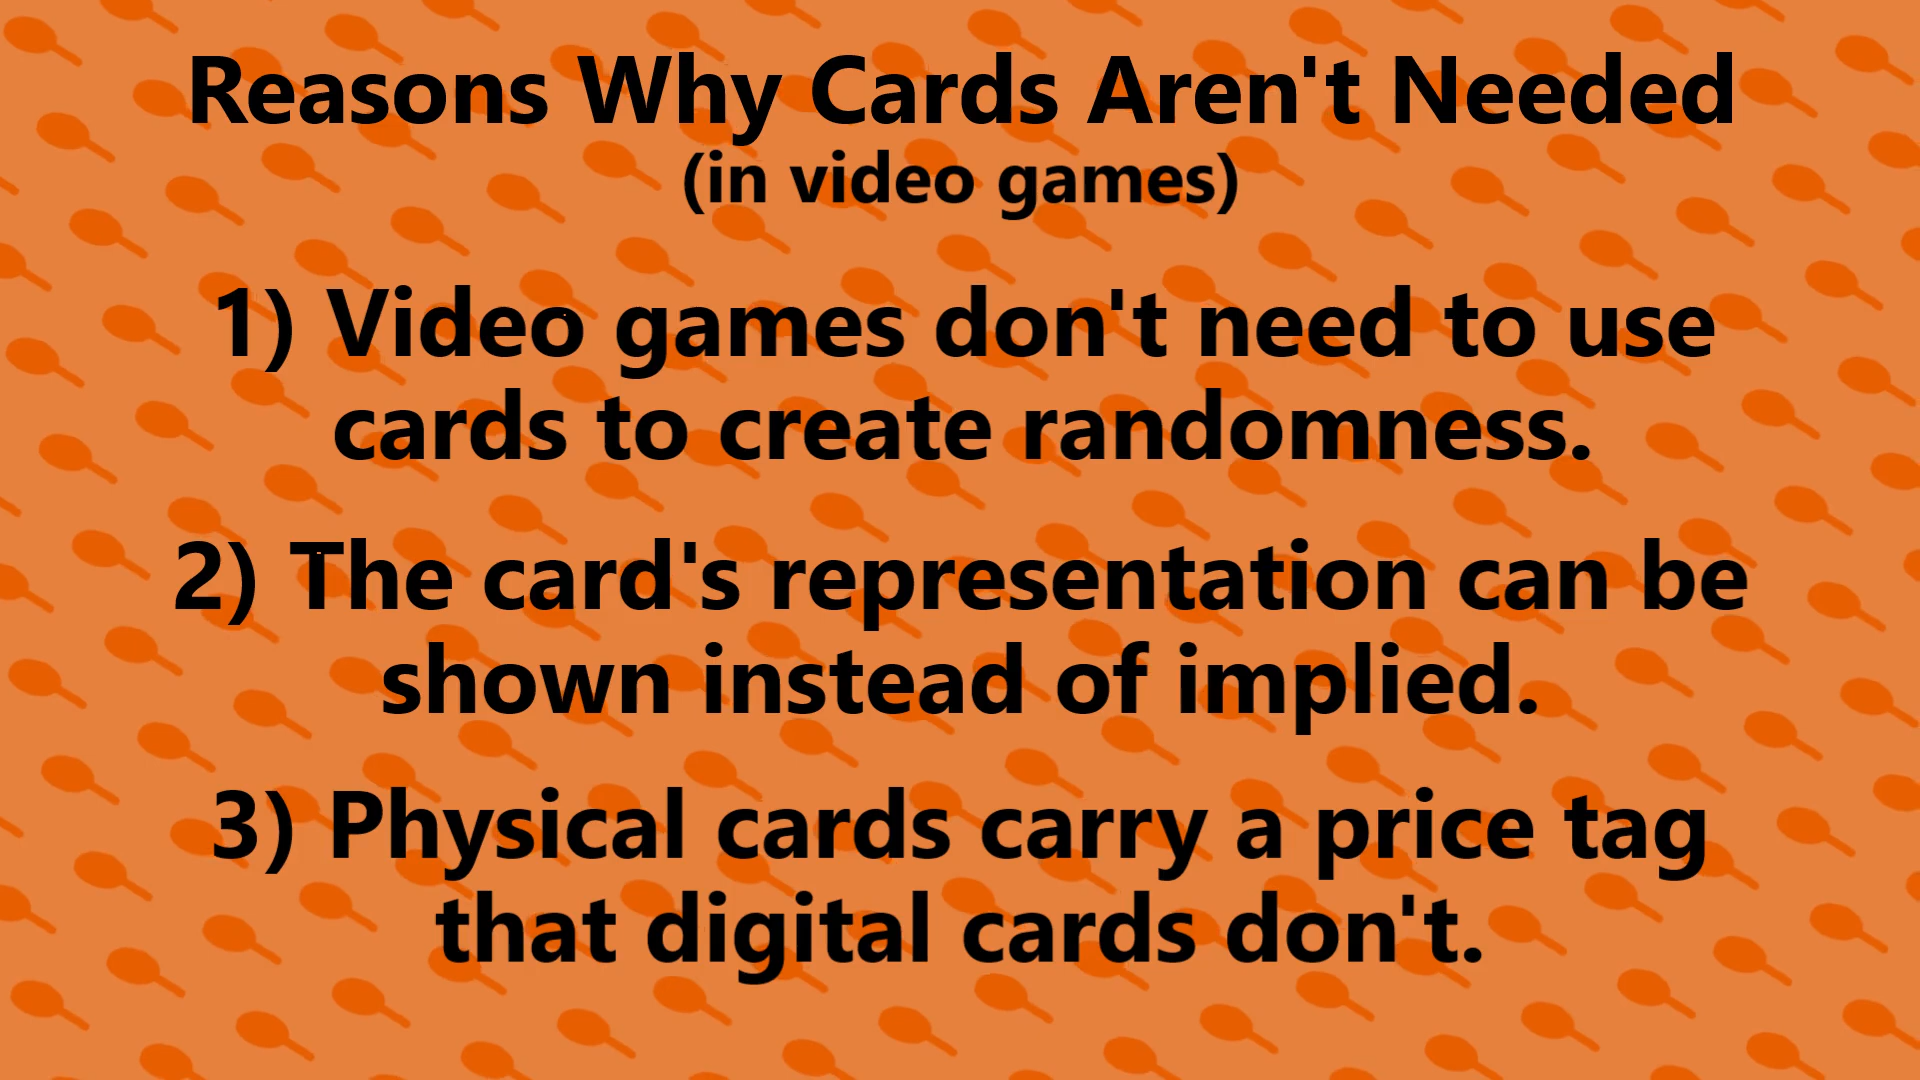 Reasons Why Cards Aren't Needed
(in video games)
1) Video games don't need to use
cards to create randomness.
2) The card's representation can be
shown instead of implied.
3) Physical cards carry a price tag
that digital cards don't.